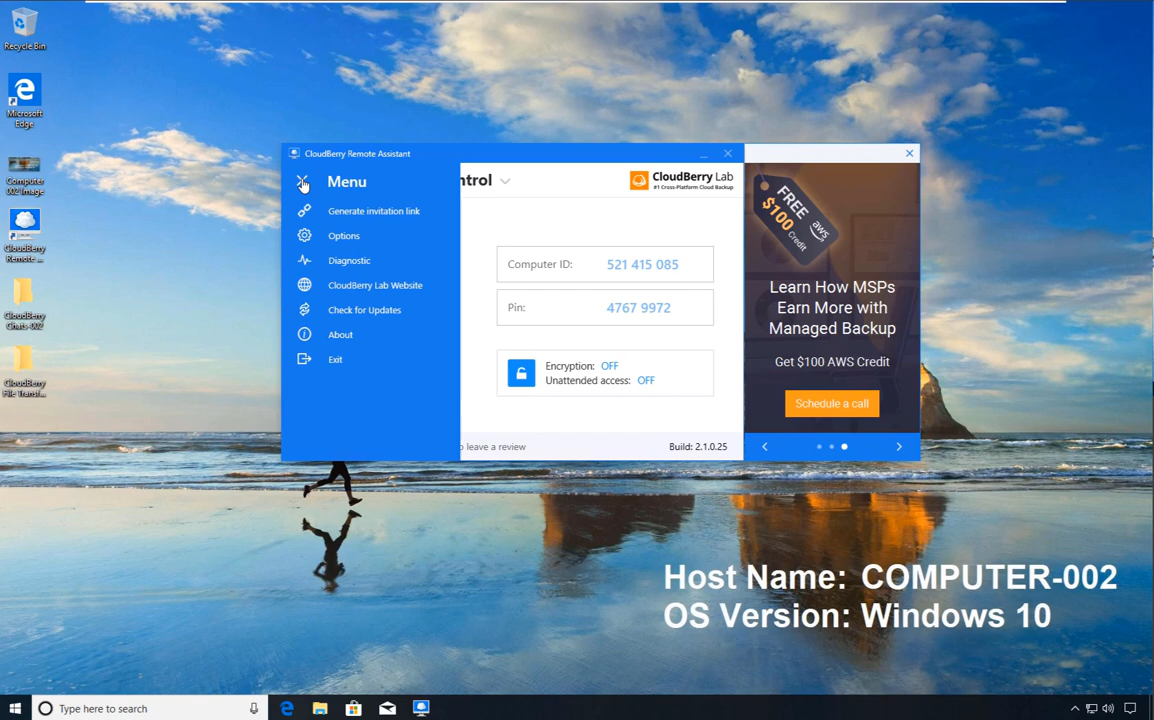 Recycle Bin
Microsoft
Edge
Computer
002 Image
CloudBerry
Remote ...
CloudBerry
Chats-002
CloudBerry
File Transf...
CloudBerry Remote Assistant
Menu
Generate invitation link
Options
Diagnostic
CloudBerry Lab Website
Check for Updates
About
Exit
ntrol
CloudBerry Lab
#1 Cross-Platform Cloud Backup
Computer ID: 521 415 085
Pin: 4767 9972
Encryption: OFF
Unattended access: OFF
o leave a review
Build: 2.1.0.25
FREE
$100
Credit
aws
Learn How MSPs
Earn More with
Managed Backup
Get $100 AWS Credit
Schedule a call
Host Name: COMPUTER-002
OS Version: Windows 10
Type here to search